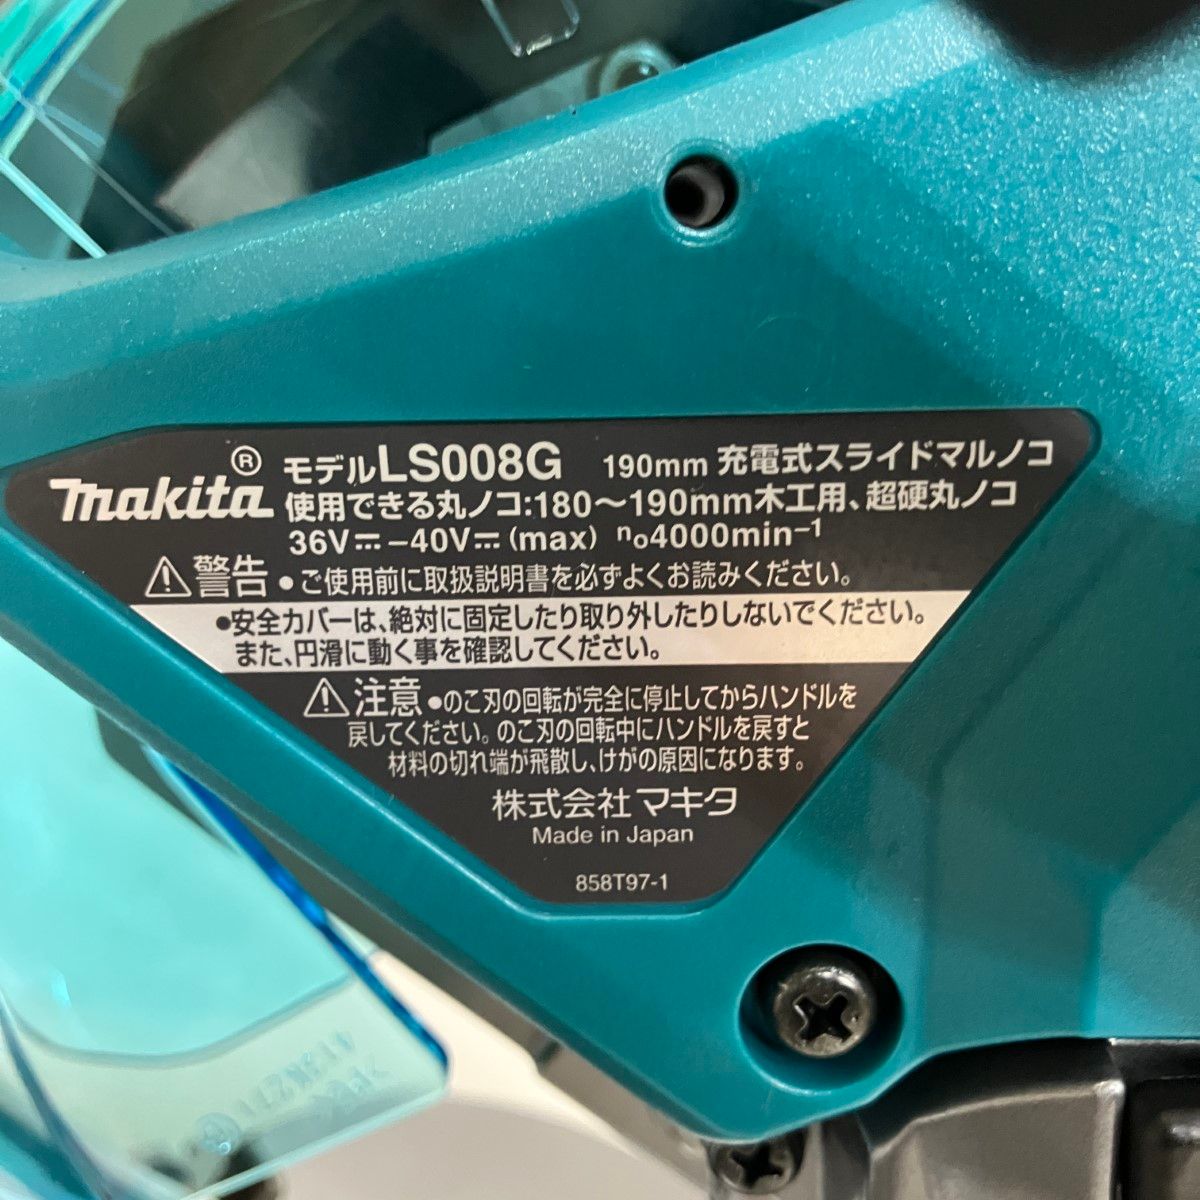 makita® モデルLS008G 190mm 充電式スライドマルノコ
使用できる丸ノコ:180〜190mm木工用、超硬丸ノコ
36V⎓-40V⎓(max) n₀4000min⁻¹
⚠警告 ●ご使用前に取扱説明書を必ずよくお読みください。
●安全カバーは、絶対に固定したり取り外したりしないでください。
また、円滑に動く事を確認してください。
⚠注意 ●のこ刃の回転が完全に停止してからハンドルを
戻してください。のこ刃の回転中にハンドルを戻すと
材料の切れ端が飛散し、けがの原因になります。
株式会社マキタ
Made in Japan
858T97-1